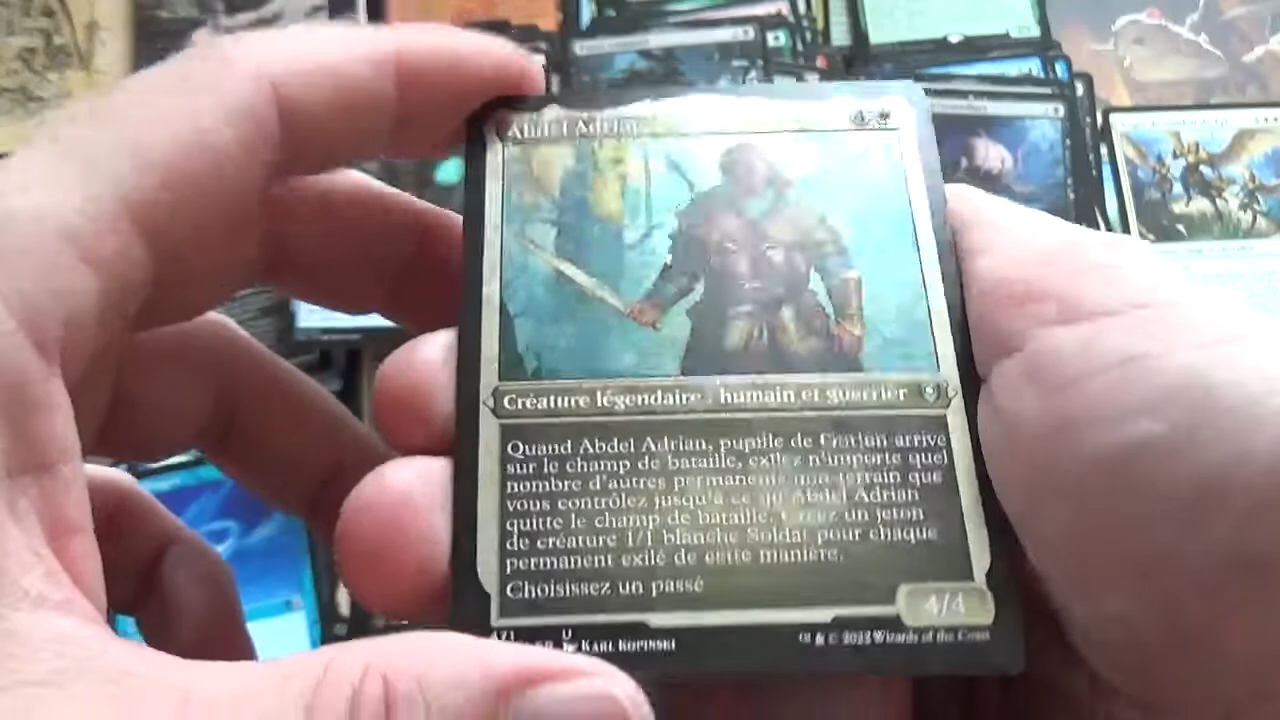 Abdel Adrian
Créature légendaire : humain et guerrier
Quand Abdel Adrian, pupille de Gorion arrive
sur le champ de bataille, exilez n'importe quel
nombre d'autres permanents non-terrain que
vous contrôlez jusqu'à ce qu'Abdel Adrian
quitte le champ de bataille. Créez un jeton
de créature 1/1 blanche Soldat pour chaque
permanent exilé de cette manière.
Choisissez un passé
4/4
U
KARL KOPINSKI
& © 2022 Wizards of the Coast